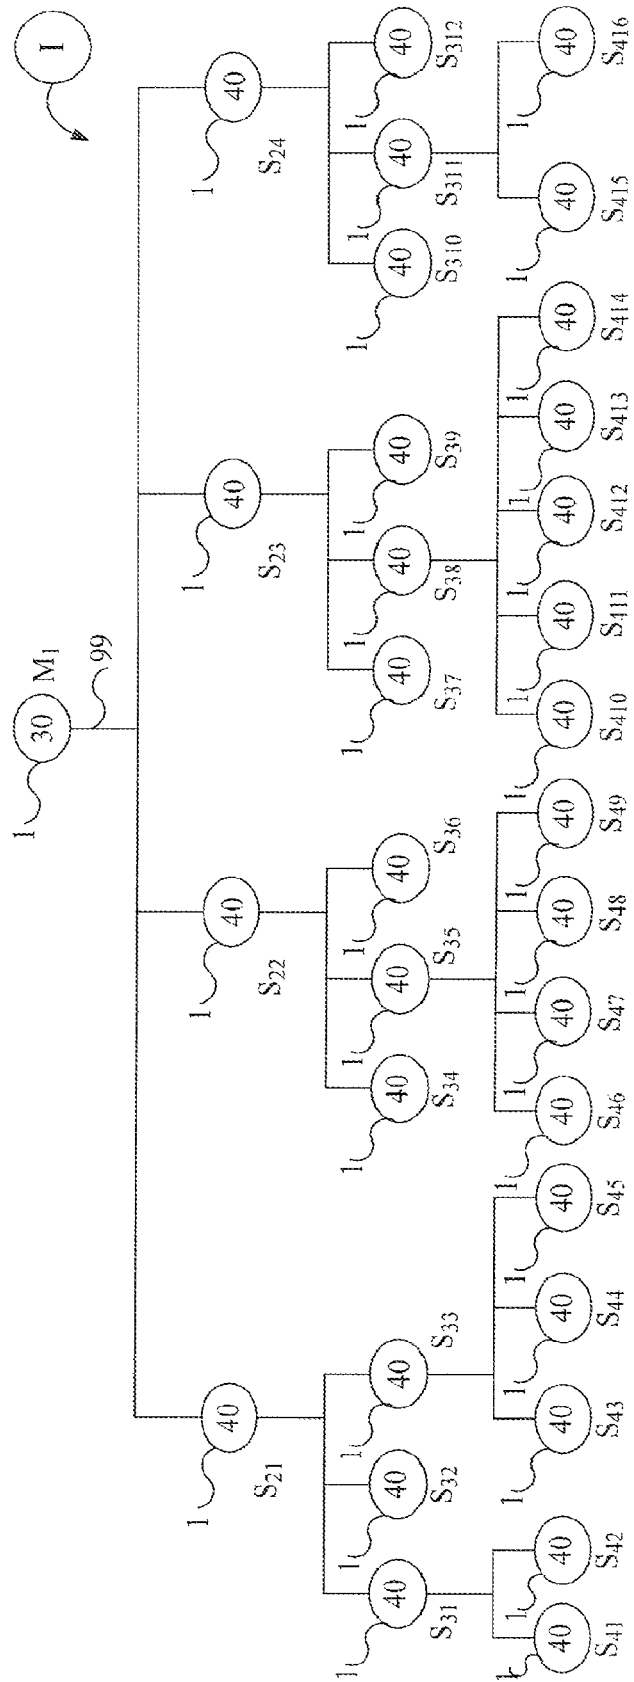 1 30 M₁ I
99
1 40 1 40 1 40 1 40
S₂₁ S₂₂ S₂₃ S₂₄
1 40 1 40 1 40 1 40 1 40 1 40 1 40 1 40 1 40 1 40 1 40 1 40
S₃₁ S₃₂ S₃₃ S₃₄ S₃₅ S₃₆ S₃₇ S₃₈ S₃₉ S₃₁₀ S₃₁₁ S₃₁₂
1 40 1 40 1 40 1 40 1 40 1 40 1 40 1 40 1 40 1 40 1 40 1 40 1 40 1 40 1 40 1 40
S₄₁ S₄₂ S₄₃ S₄₄ S₄₅ S₄₆ S₄₇ S₄₈ S₄₉ S₄₁₀ S₄₁₁ S₄₁₂ S₄₁₃ S₄₁₄ S₄₁₅ S₄₁₆